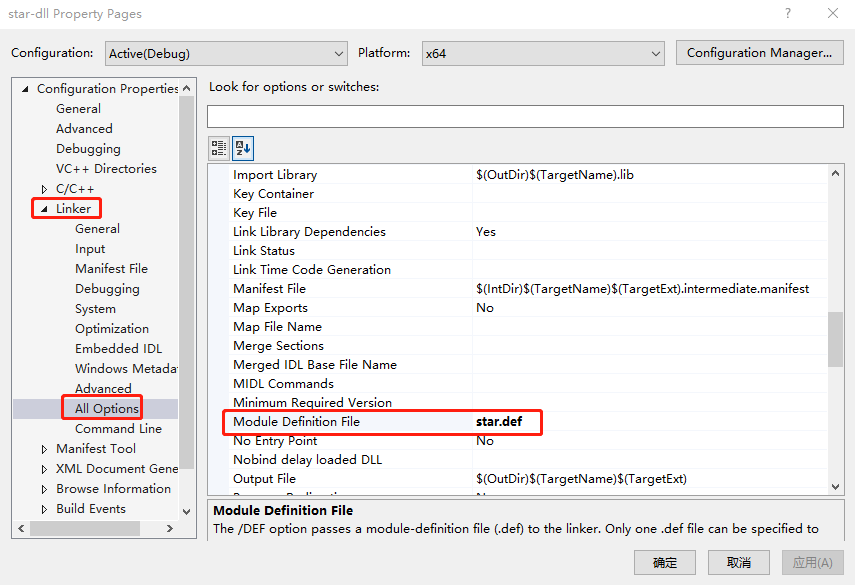 star-dll Property Pages
?
Configuration: Active(Debug) Platform: x64 Configuration Manager...
Configuration Properties
General
Advanced
Debugging
VC++ Directories
C/C++
Linker
General
Input
Manifest File
Debugging
System
Optimization
Embedded IDL
Windows Metada
Advanced
All Options
Command Line
Manifest Tool
XML Document Gene
Browse Information
Build Events
Look for options or switches:
Import Library $(OutDir)$(TargetName).lib
Key Container
Key File
Link Library Dependencies Yes
Link Status
Link Time Code Generation
Manifest File $(IntDir)$(TargetName)$(TargetExt).intermediate.manifest
Map Exports No
Map File Name
Merge Sections
Merged IDL Base File Name
MIDL Commands
Minimum Required Version
Module Definition File star.def
No Entry Point No
Nobind delay loaded DLL
Output File $(OutDir)$(TargetName)$(TargetExt)
Module Definition File
The /DEF option passes a module-definition file (.def) to the linker. Only one .def file can be specified to
确定 取消 应用(A)